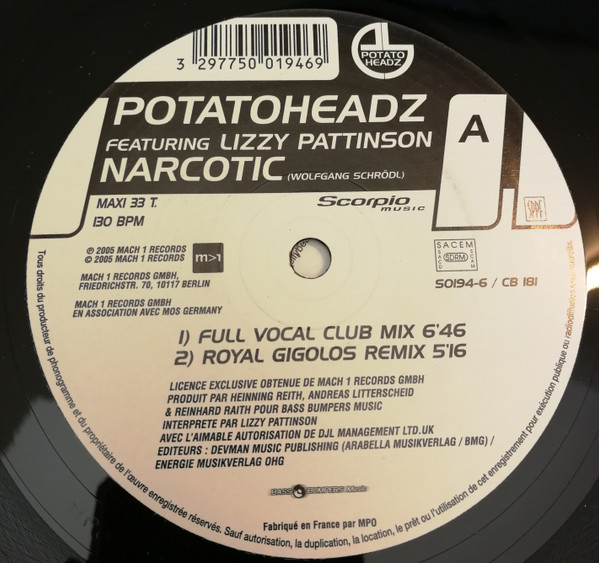 3 297750 019469
POTATO
HEADZ
POTATOHEADZ
FEATURING LIZZY PATTINSON
NARCOTIC (WOLFGANG SCHRÖDL)
A
MAXI 33 T.
130 BPM
Scorpio
music
℗ 2005 MACH 1 RECORDS
© 2005 MACH 1 RECORDS
m>1
SACEM
SACD
SDRM
SCAM
SGDL
SO194-6 / CB 181
MACH 1 RECORDS GMBH,
FRIEDRICHSTR. 70, 10117 BERLIN
MACH 1 RECORDS GMBH
EN ASSOCIATION AVEC MOS GERMANY
1) FULL VOCAL CLUB MIX 6'46
2) ROYAL GIGOLOS REMIX 5'16
LICENCE EXCLUSIVE OBTENUE DE MACH 1 RECORDS GMBH
PRODUIT PAR HEINNING REITH, ANDREAS LITTERSCHEID
& REINHARD RAITH POUR BASS BUMPERS MUSIC
INTERPRETE PAR LIZZY PATTINSON
AVEC L'AIMABLE AUTORISATION DE DJL MANAGEMENT LTD.UK
EDITEURS : DEVMAN MUSIC PUBLISHING (ARABELLA MUSIKVERLAG / BMG) /
ENERGIE MUSIKVERLAG OHG
BASS BUMPERS Music
Fabriqué en France par MPO
Tous droits du producteur de phonogramme et du propriétaire de l'œuvre enregistrée réservés. Sauf autorisation, la duplication, la location, le prêt ou l'utilisation de cet enregistrement pour exécution publique ou radiodiffusion